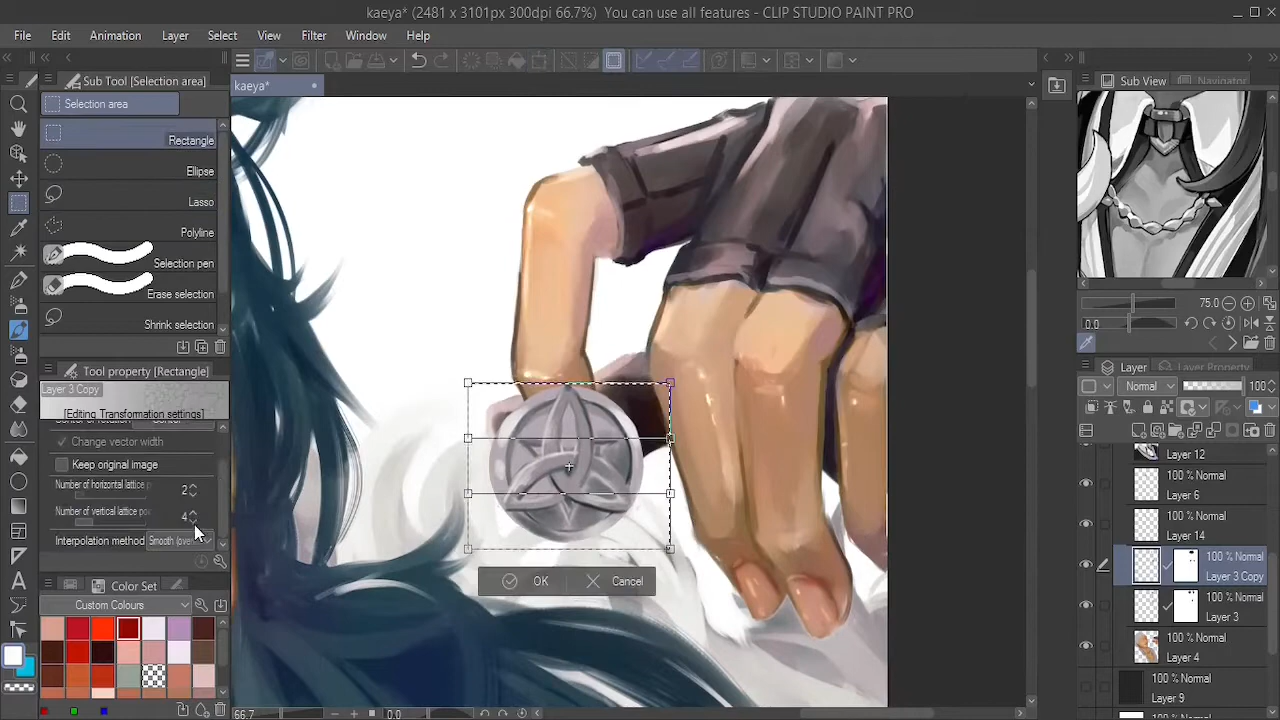 kaeya* (2481 x 3101px 300dpi 66.7%)  You can use all features - CLIP STUDIO PAINT PRO
File Edit Animation Layer Select View Filter Window Help
Sub Tool [Selection area]
kaeya*
Sub View Navigator
Selection area
Rectangle
Ellipse
Lasso
Polyline
Selection pen
Erase selection
Shrink selection
75.0
0.0
Tool property [Rectangle]
Layer Layer Property
Layer 3 Copy
Normal 100
[Editing Transformation settings]
Change vector width
Keep original image
Number of horizontal lattice po 2
Number of vertical lattice poi 4
Interpolation method Smooth (over
OK Cancel
Layer 12
100 % Normal
Layer 6
100 % Normal
Layer 14
100 % Normal
Layer 3 Copy
100 % Normal
Layer 3
100 % Normal
Layer 4
100 % Normal
Layer 9
100 % Normal
Color Set
Custom Colours
66.7 0.0